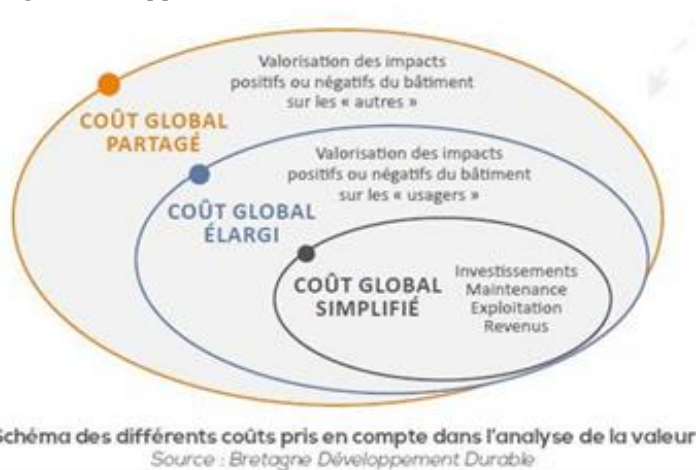 Valorisation des impacts
positifs ou négatifs du bâtiment
sur les « autres »
COÛT GLOBAL
PARTAGÉ
Valorisation des impacts
positifs ou négatifs du bâtiment
sur les « usagers »
COÛT GLOBAL
ÉLARGI
COÛT GLOBAL
SIMPLIFIÉ
Investissements
Maintenance
Exploitation
Revenus
Schéma des différents coûts pris en compte dans l'analyse de la valeur
Source : Bretagne Développement Durable